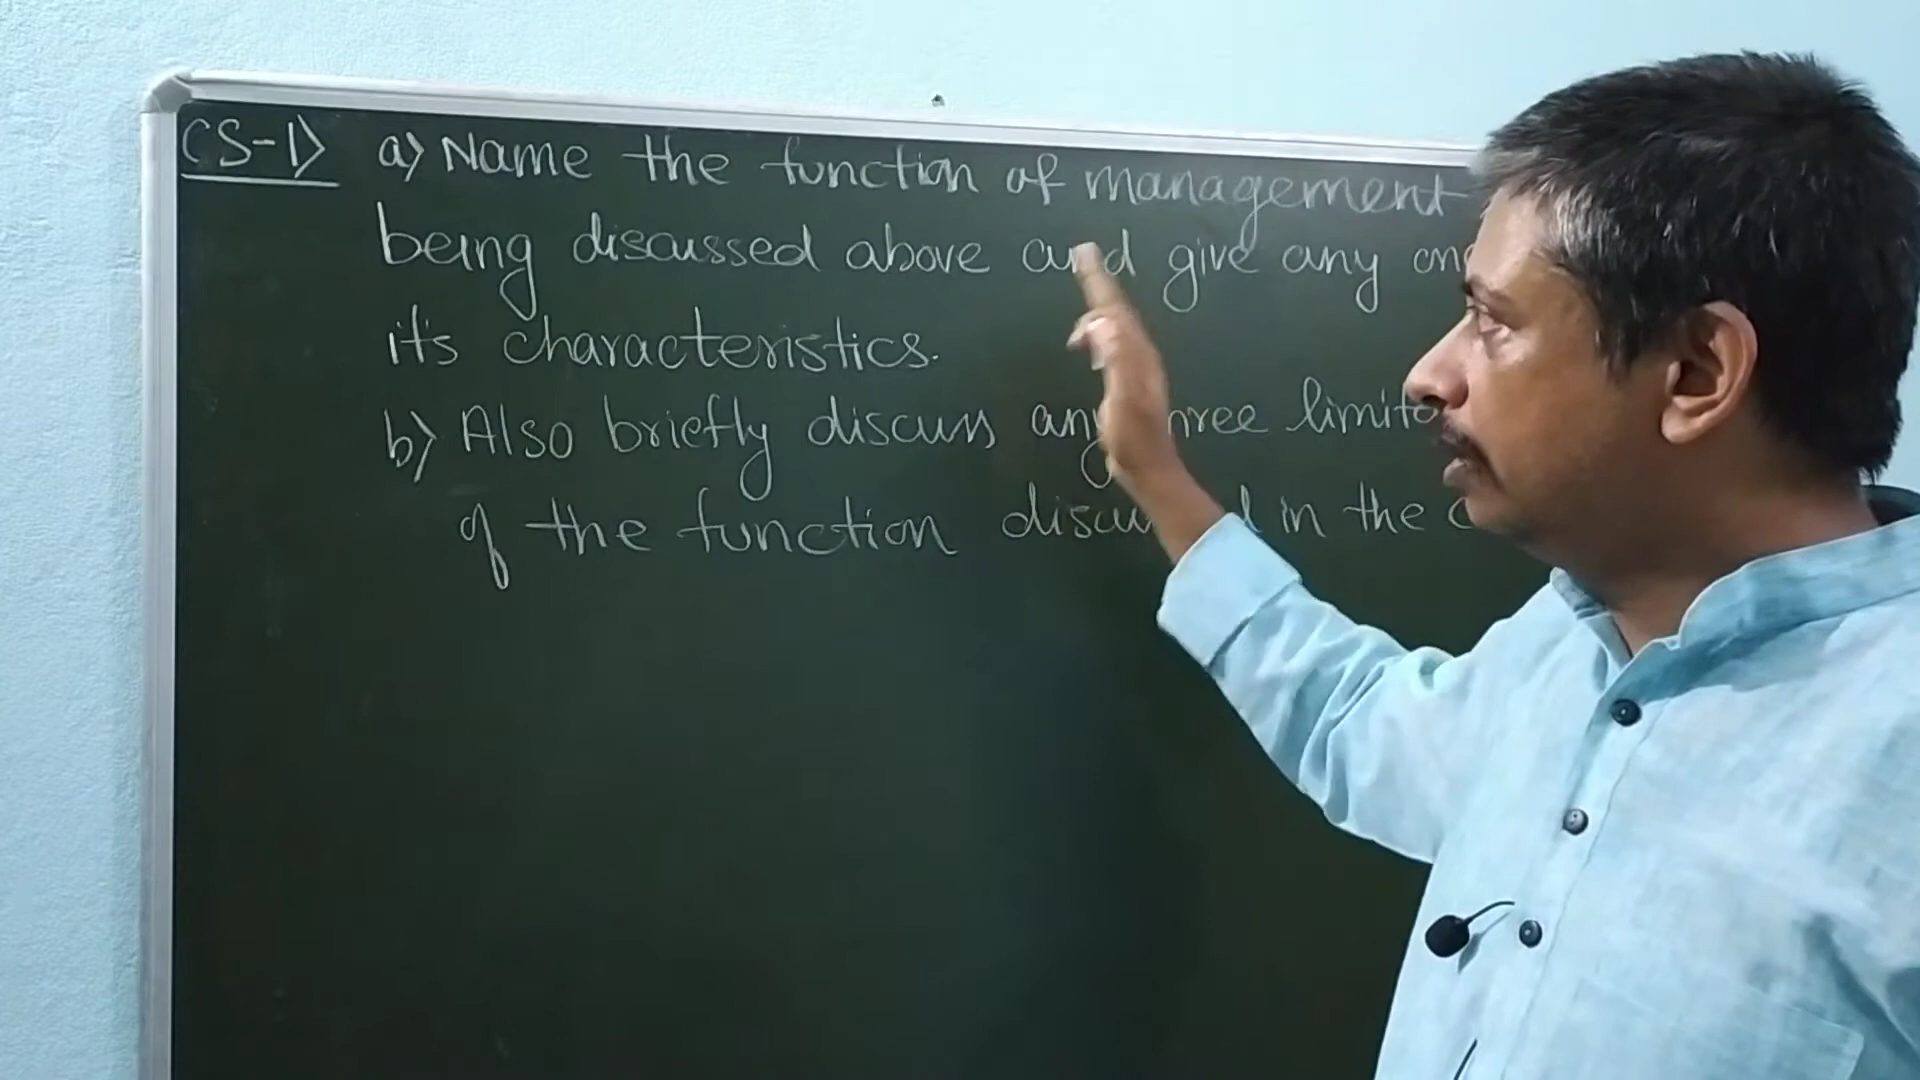 CS-1) a) Name the function of management
being discussed above and give any
it's characteristics.
b) Also briefly discuss any
of the function in the